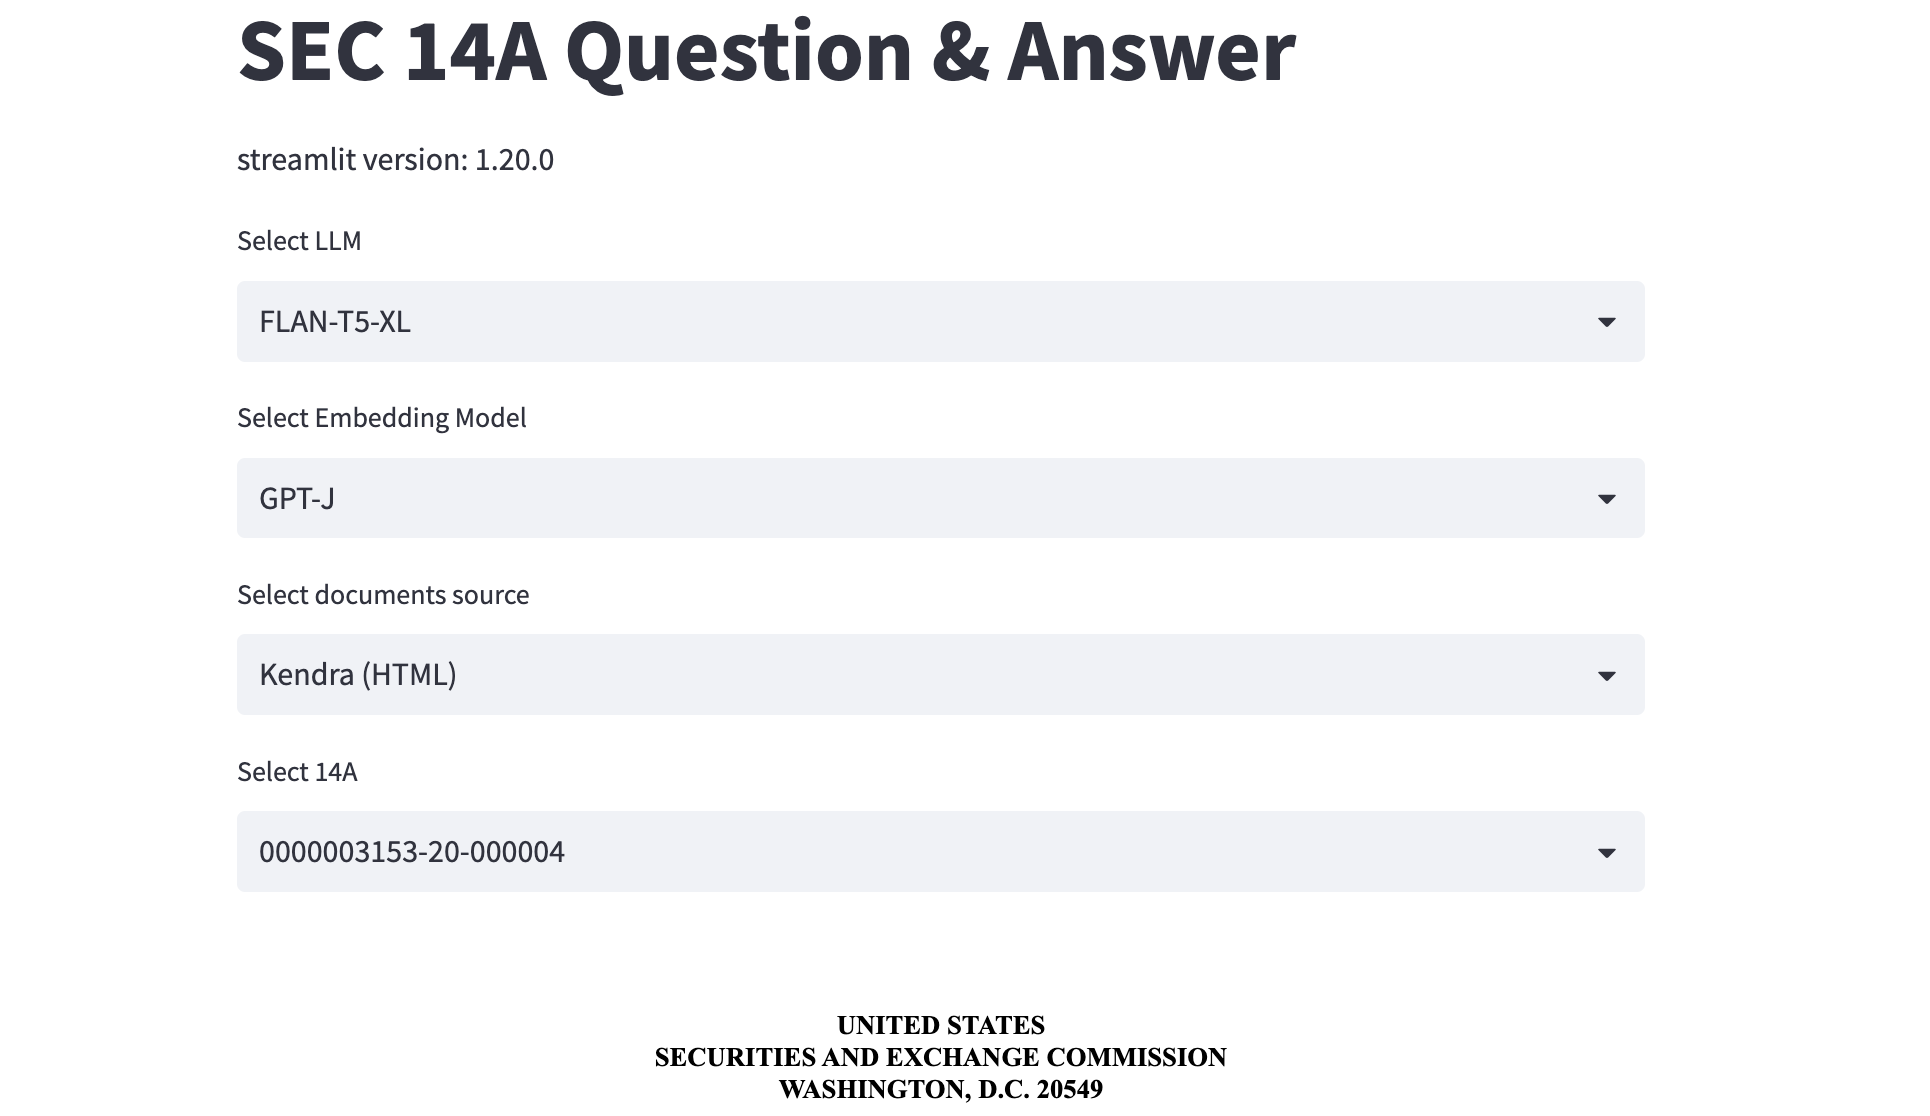 SEC 14A Question & Answer
streamlit version: 1.20.0
Select LLM
FLAN-T5-XL
Select Embedding Model
GPT-J
Select documents source
Kendra (HTML)
Select 14A
0000003153-20-000004
UNITED STATES
SECURITIES AND EXCHANGE COMMISSION
WASHINGTON, D.C. 20549